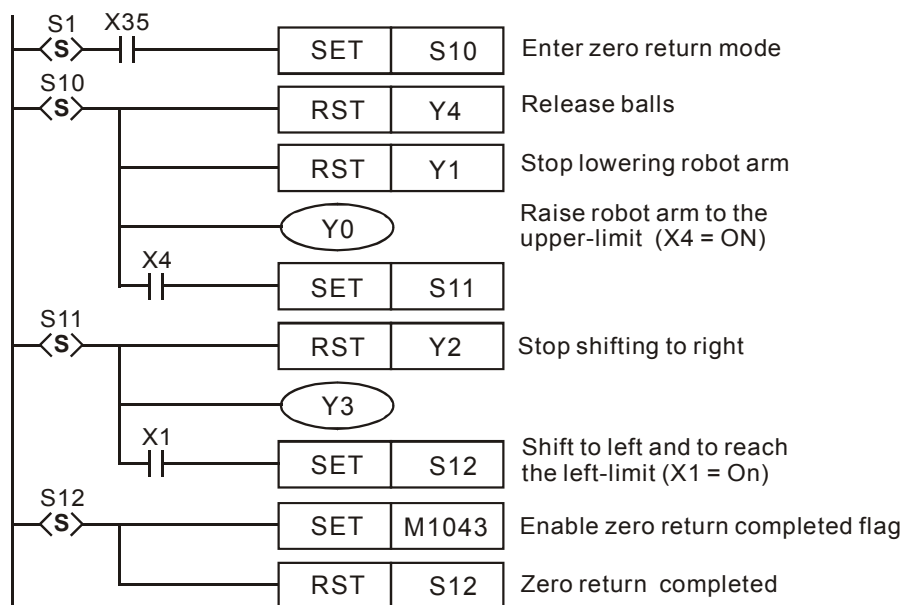 S1 X35
S SET S10 Enter zero return mode
S10
S RST Y4 Release balls
RST Y1 Stop lowering robot arm
Y0 Raise robot arm to the
upper-limit (X4 = ON)
X4
SET S11
S11
S RST Y2 Stop shifting to right
Y3
X1
SET S12 Shift to left and to reach
the left-limit (X1 = On)
S12
S SET M1043 Enable zero return completed flag
RST S12 Zero return completed